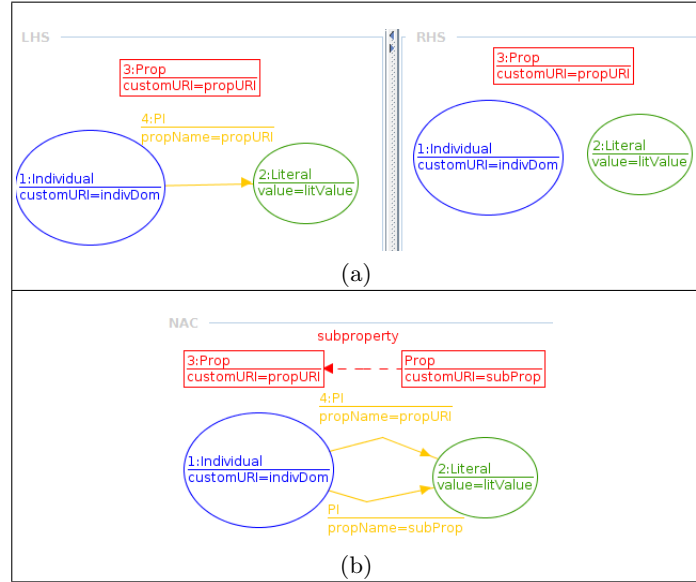 LHS
RHS
3:Prop
customURI=propURI
3:Prop
customURI=propURI
4:PI
propName=propURI
1:Individual
customURI=indivDom
2:Literal
value=litValue
1:Individual
customURI=indivDom
2:Literal
value=litValue
(a)
NAC
subproperty
3:Prop
customURI=propURI
Prop
customURI=subProp
4:PI
propName=propURI
1:Individual
customURI=indivDom
2:Literal
value=litValue
PI
propName=subProp
(b)